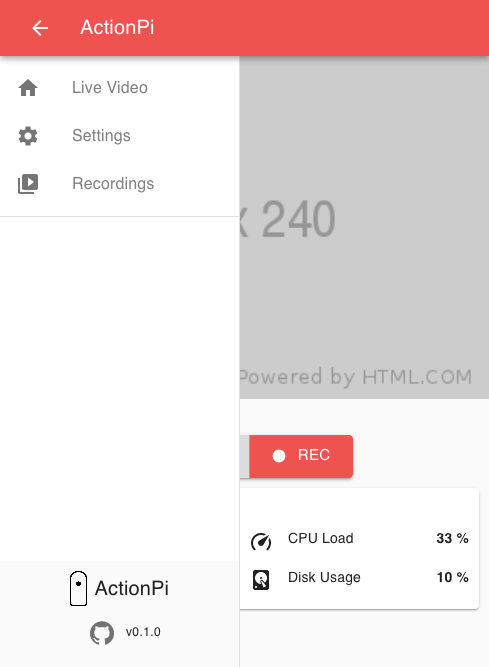 ActionPi
Live Video
Settings
Recordings
x 240
Powered by HTML.COM
REC
CPU Load 33 %
Disk Usage 10 %
ActionPi
v0.1.0